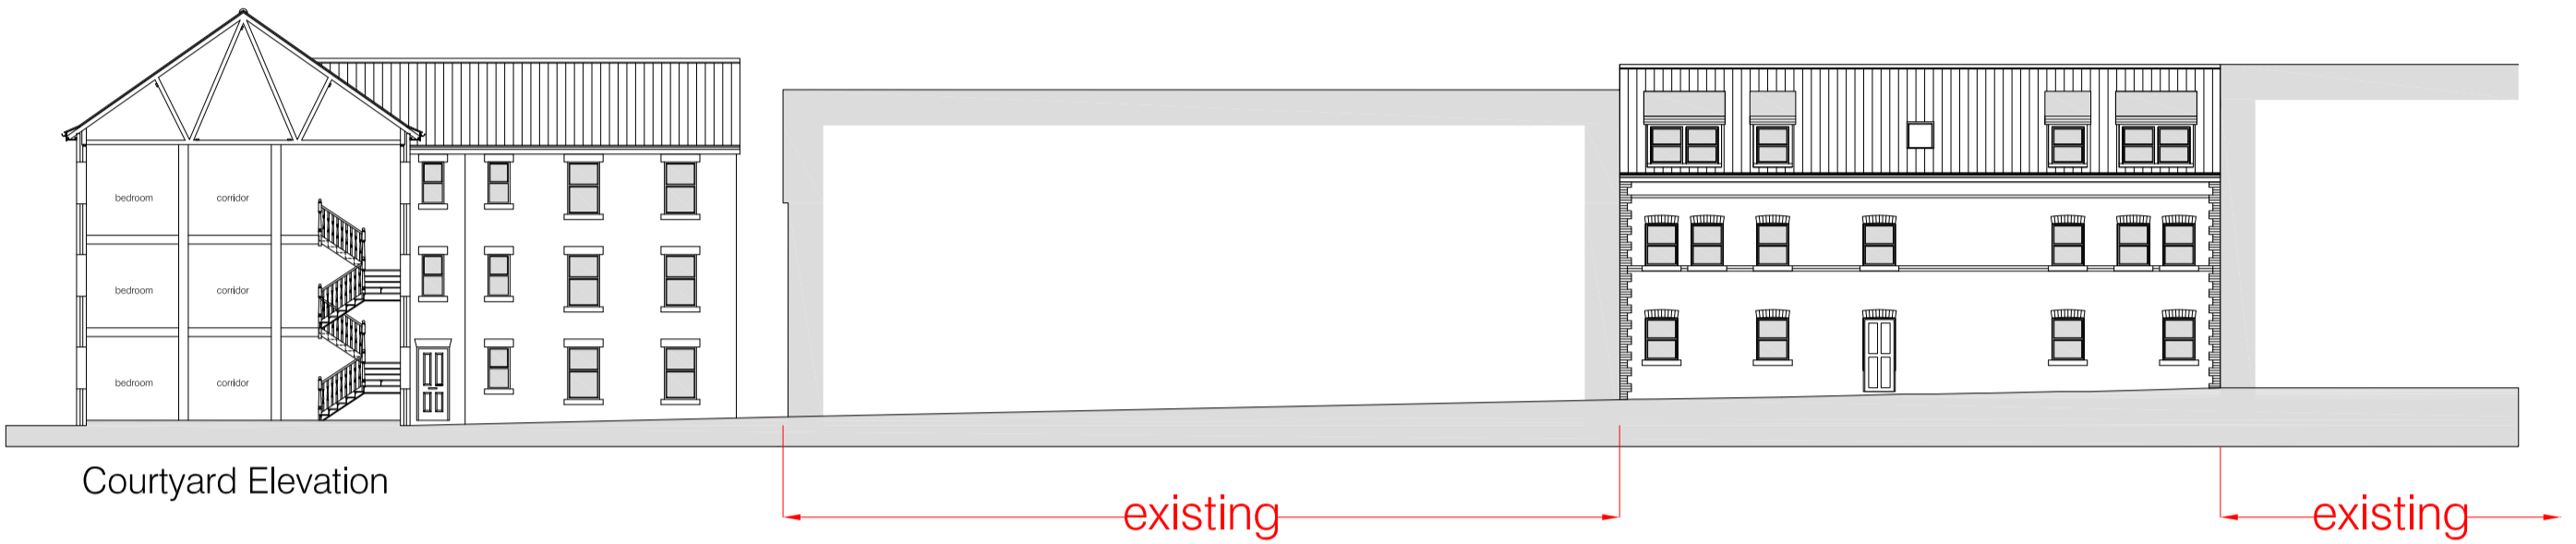 bedroom corridor
bedroom corridor
bedroom corridor
Courtyard Elevation
existing existing